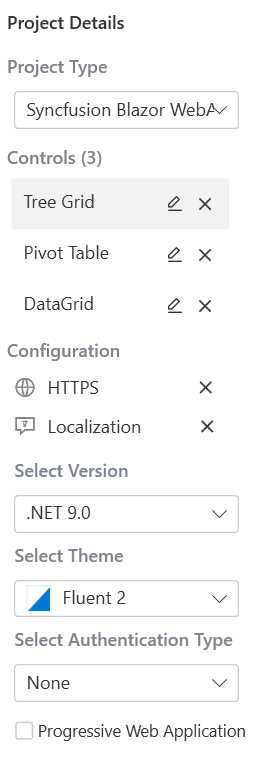 Project Details
Project Type
Syncfusion Blazor WebA
Controls (3)
Tree Grid
Pivot Table
DataGrid
Configuration
HTTPS
Localization
Select Version
.NET 9.0
Select Theme
Fluent 2
Select Authentication Type
None
Progressive Web Application